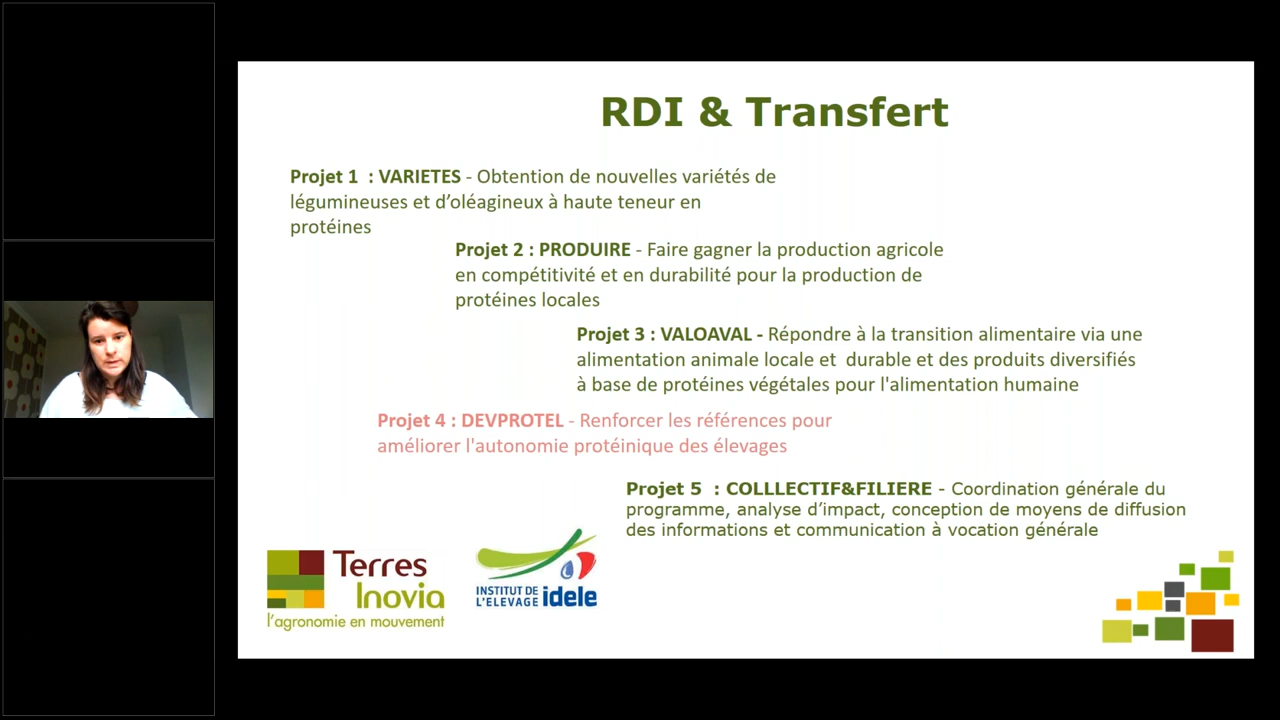 RDI & Transfert
Projet 1  : VARIETES - Obtention de nouvelles variétés de
légumineuses et d’oléagineux à haute teneur en
protéines
Projet 2 : PRODUIRE - Faire gagner la production agricole
en compétitivité et en durabilité pour la production de
protéines locales
Projet 3 : VALOAVAL - Répondre à la transition alimentaire via une
alimentation animale locale et  durable et des produits diversifiés
à base de protéines végétales pour l'alimentation humaine
Projet 4 : DEVPROTEL - Renforcer les références pour
améliorer l'autonomie protéinique des élevages
Projet 5  : COLLLECTIF&FILIERE - Coordination générale du
programme, analyse d’impact, conception de moyens de diffusion
des informations et communication à vocation générale
Terres
Inovia
l’agronomie en mouvement
INSTITUT DE
L’ELEVAGE idele